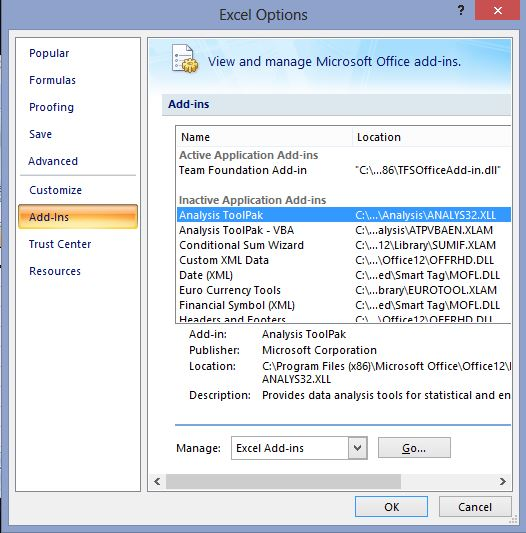 Excel Options
?
Popular
Formulas
Proofing
Save
Advanced
Customize
Add-Ins
Trust Center
Resources
View and manage Microsoft Office add-ins.
Add-ins
Name Location
Active Application Add-ins
Team Foundation Add-in "C:\...86\TFSOfficeAdd-in.dll"
Inactive Application Add-ins
Analysis ToolPak C:\...\Analysis\ANALYS32.XLL
Analysis ToolPak - VBA C:\...alysis\ATPVBAEN.XLAM
Conditional Sum Wizard C:\...12\Library\SUMIF.XLAM
Custom XML Data C:\...\Office12\OFFRHD.DLL
Date (XML) C:\...ed\Smart Tag\MOFL.DLL
Euro Currency Tools C:\...brary\EUROTOOL.XLAM
Financial Symbol (XML) C:\...ed\Smart Tag\MOFL.DLL
Headers and Footers C:\...\Office12\OFFRHD.DLL
Add-in: Analysis ToolPak
Publisher: Microsoft Corporation
Location: C:\Program Files (x86)\Microsoft Office\Office12\
ANALYS32.XLL
Description: Provides data analysis tools for statistical and en
Manage: Excel Add-ins Go...
OK Cancel